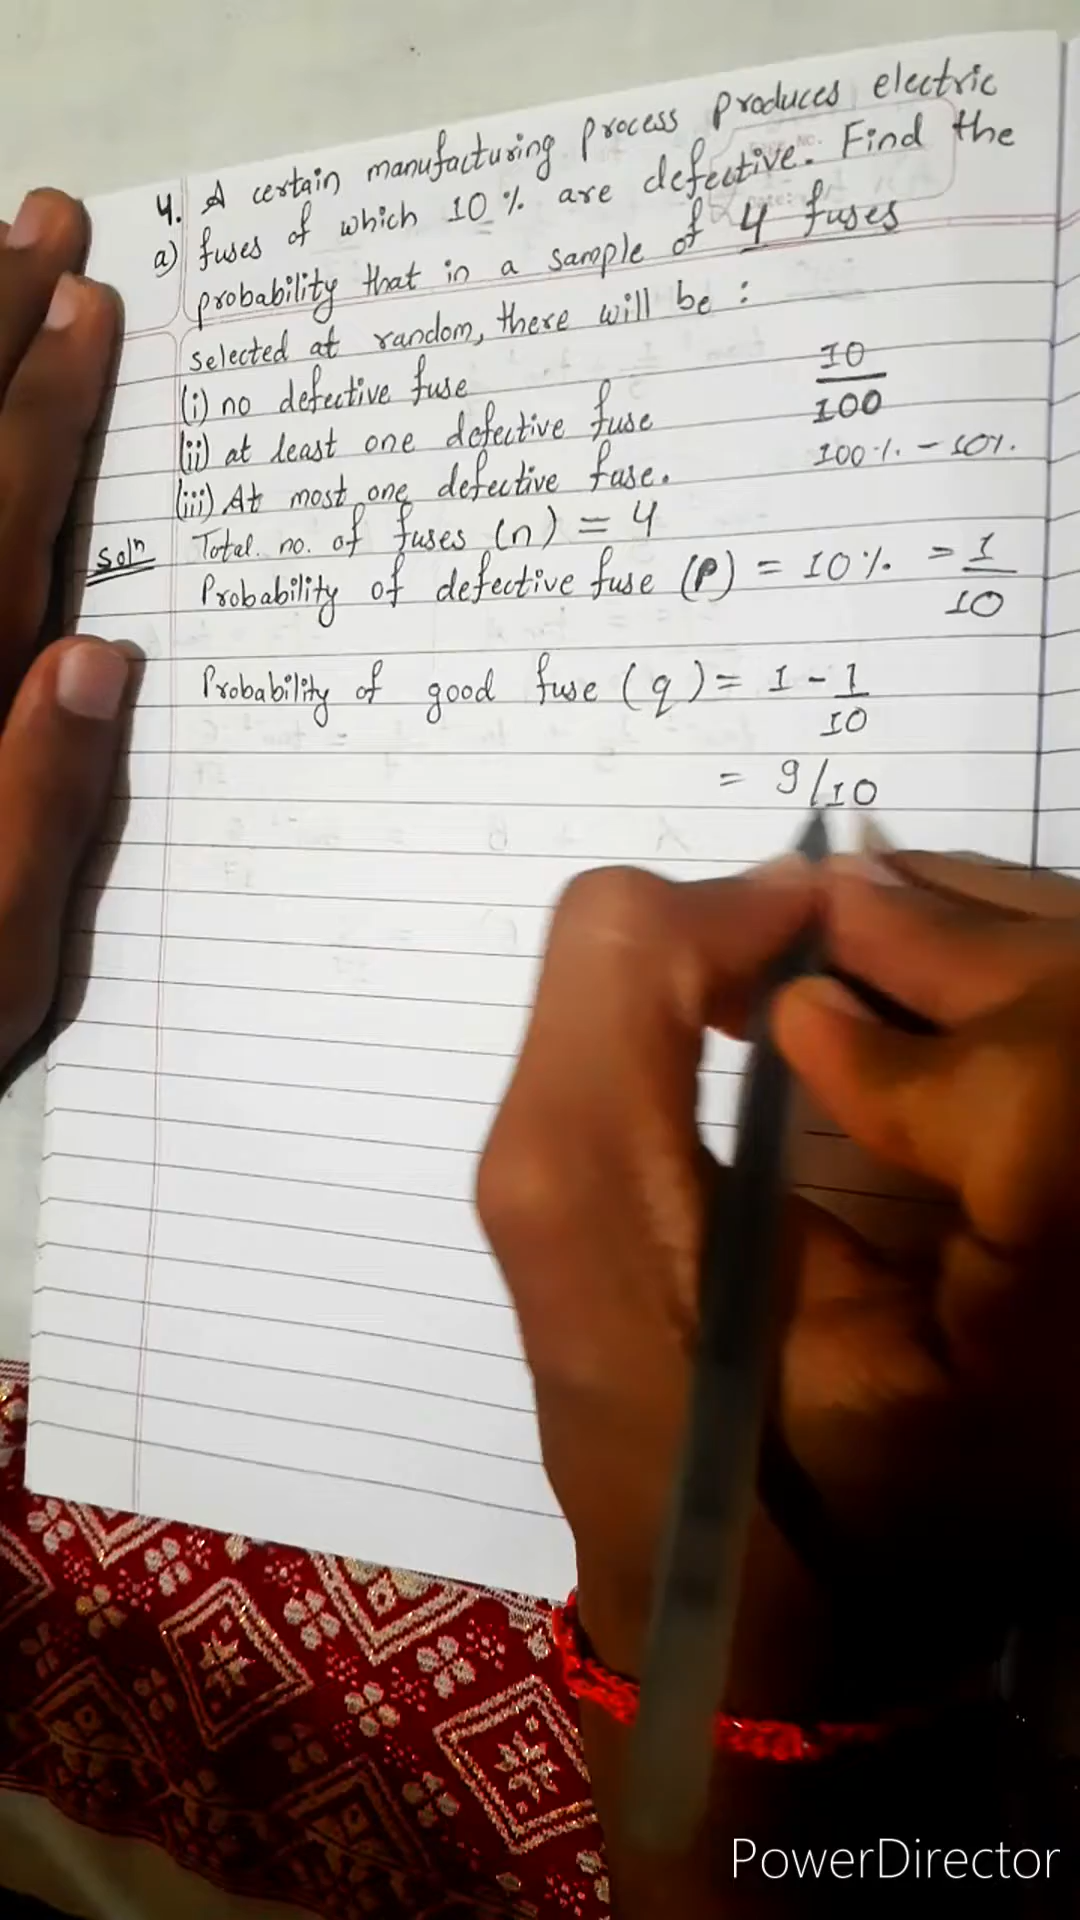 4. A certain manufacturing process produces electric
a) fuses of which 10 % are defective. Find the
probability that in a sample of 4 fuses
selected at random, there will be :
(i) no defective fuse
(ii) at least one defective fuse
(iii) At most one defective fuse.
10
100
100 % - 10%.
Solⁿ Total. no. of fuses (n) = 4
Probability of defective fuse (P) = 10 % = 1
10
Probability of good fuse (q) = 1 - 1
10
= 9/10
PowerDirector